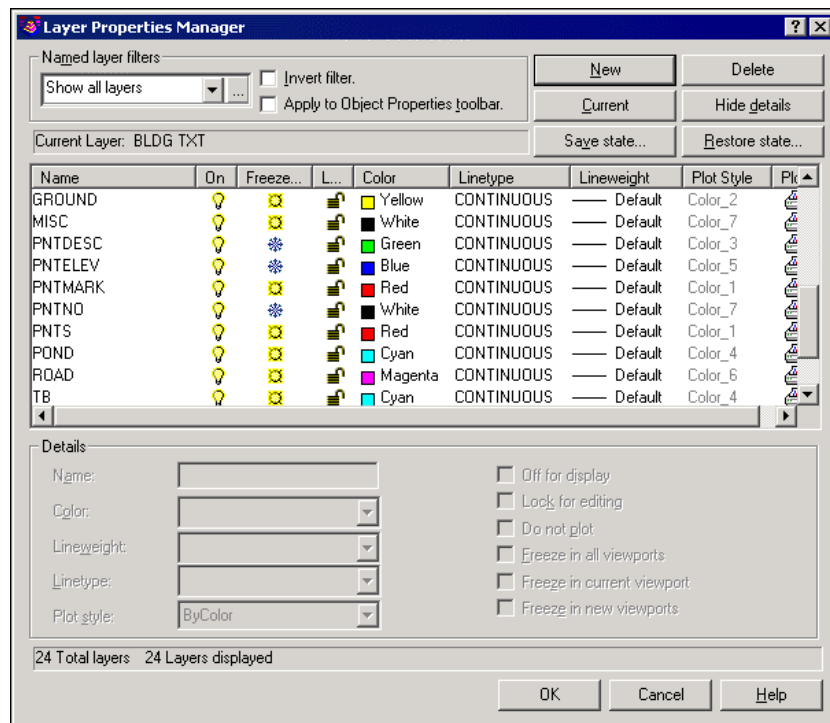 Layer Properties Manager
Named layer filters
Show all layers
...
Invert filter.
Apply to Object Properties toolbar.
New
Delete
Current
Hide details
Current Layer: BLDG TXT
Save state...
Restore state...
Name On Freeze... L... Color Linetype Lineweight Plot Style Plo
GROUND Yellow CONTINUOUS Default Color_2
MISC White CONTINUOUS Default Color_7
PNTDESC Green CONTINUOUS Default Color_3
PNTELEV Blue CONTINUOUS Default Color_5
PNTMARK Red CONTINUOUS Default Color_1
PNTNO White CONTINUOUS Default Color_7
PNTS Red CONTINUOUS Default Color_1
POND Cyan CONTINUOUS Default Color_4
ROAD Magenta CONTINUOUS Default Color_6
TB Cyan CONTINUOUS Default Color_4
Details
Name:
Color:
Lineweight:
Linetype:
Plot style: ByColor
Off for display
Lock for editing
Do not plot
Freeze in all viewports
Freeze in current viewport
Freeze in new viewports
24 Total layers 24 Layers displayed
OK
Cancel
Help